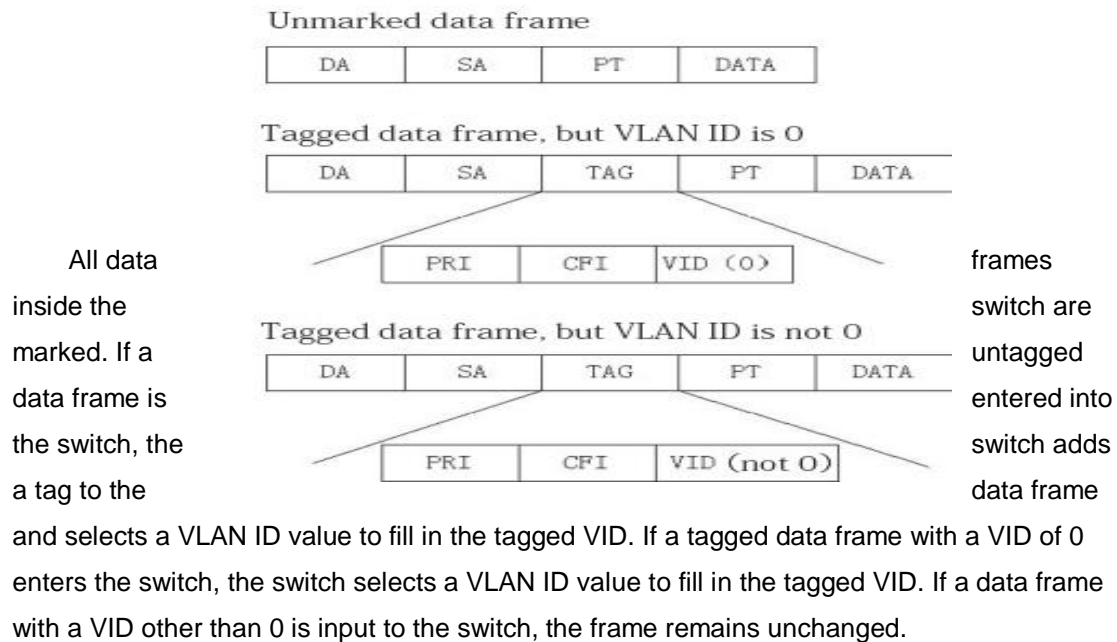 Unmarked data frame
DA SA PT DATA
Tagged data frame, but VLAN ID is 0
DA SA TAG PT DATA
PRI CFI VID (0)
Tagged data frame, but VLAN ID is not 0
DA SA TAG PT DATA
PRI CFI VID (not 0)
All data frames
inside the switch are
marked. If a untagged
data frame is entered into
the switch, the switch adds
a tag to the data frame
and selects a VLAN ID value to fill in the tagged VID. If a tagged data frame with a VID of 0
enters the switch, the switch selects a VLAN ID value to fill in the tagged VID. If a data frame
with a VID other than 0 is input to the switch, the frame remains unchanged.